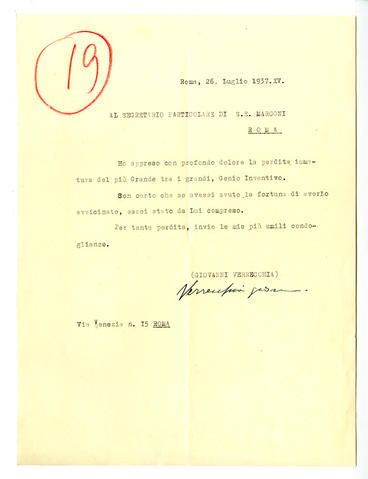 19
Roma, 26, Luglio 1937.XV.
AL SEGRETARIO PARTICOLARE DI S.E. MARCONI
R O M A
Ho appreso con profondo dolore la perdita imma-
tura del più Grande tra i grandi, Genio Inventivo.
Son certo che se avessi avuto la fortuna di averlo
avvicinato, sarei stato da Lui compreso.
Per tanta perdita, invio le mie più umili condo-
glianze.
(GIOVANNI VERRECCHIA)
Verrecchia
Via Venezia n. 15 ROMA